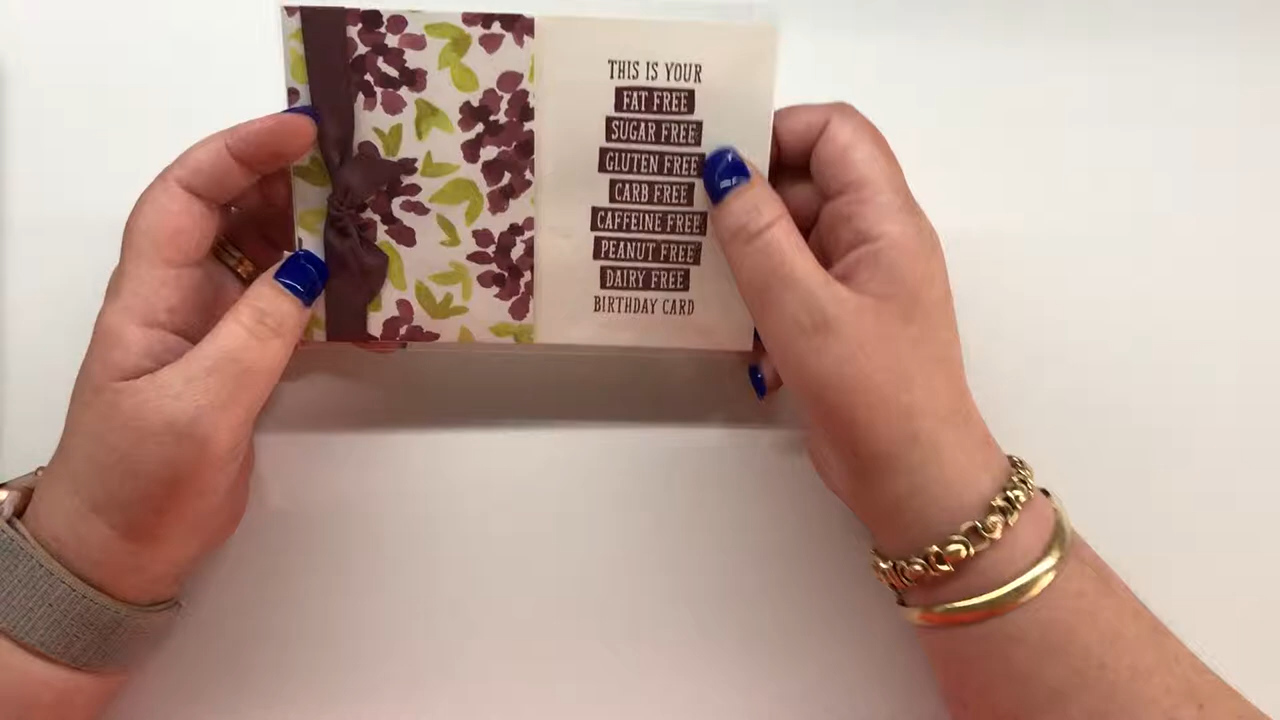 THIS IS YOUR
FAT FREE
SUGAR FREE
GLUTEN FREE
CARB FREE
CAFFEINE FREE
PEANUT FREE
DAIRY FREE
BIRTHDAY CARD